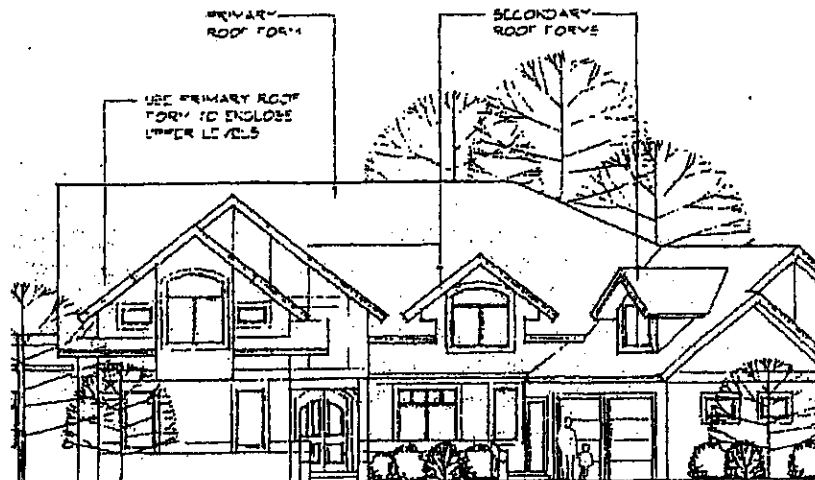 PRIMARY
ROOF FORM
SECONDARY
ROOF FORMS
USE PRIMARY ROOF
FORM TO ENCLOSE
UPPER LEVELS